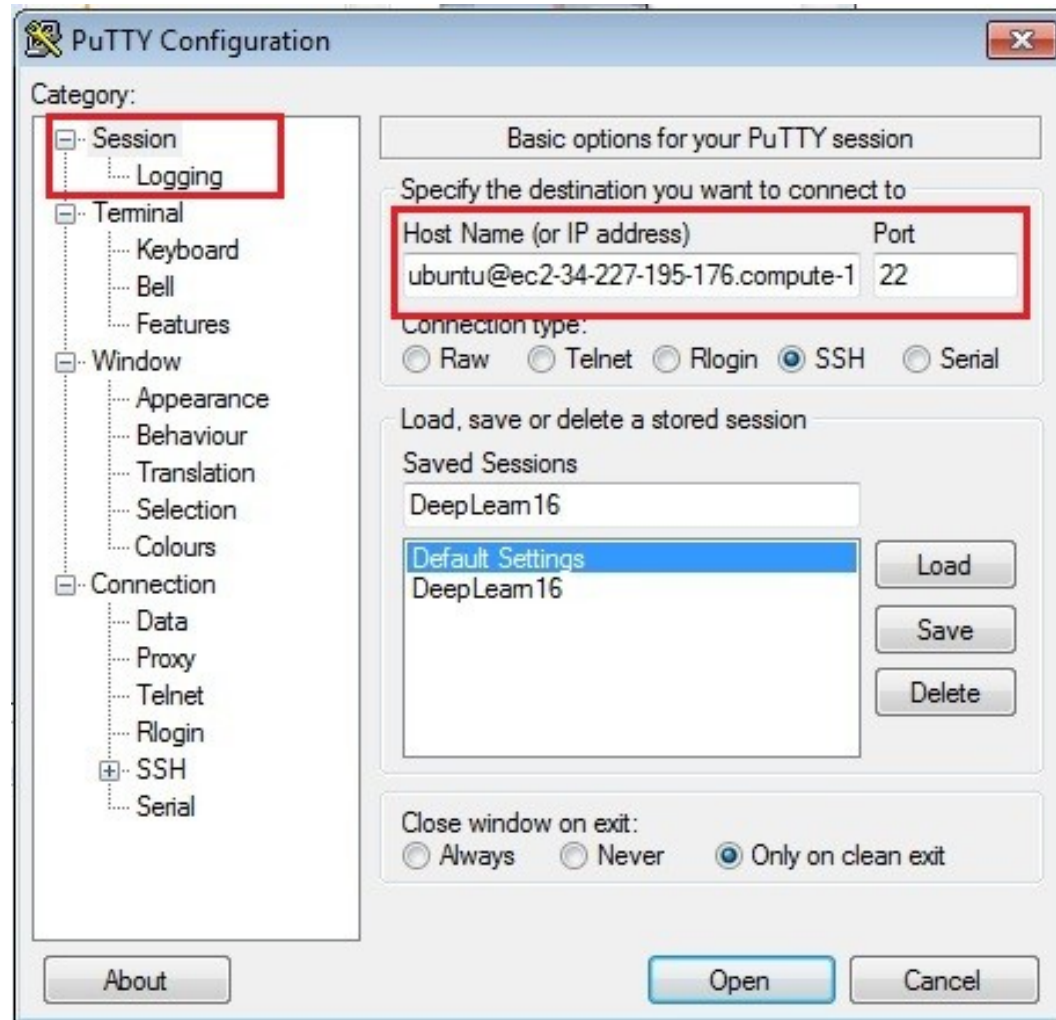 PuTTY Configuration
Category:
Session
Logging
Terminal
Keyboard
Bell
Features
Window
Appearance
Behaviour
Translation
Selection
Colours
Connection
Data
Proxy
Telnet
Rlogin
SSH
Serial
Basic options for your PuTTY session
Specify the destination you want to connect to
Host Name (or IP address) Port
ubuntu@ec2-34-227-195-176.compute-1 22
Connection type:
Raw Telnet Rlogin SSH Serial
Load, save or delete a stored session
Saved Sessions
DeepLearn16
Default Settings
DeepLearn16
Load
Save
Delete
Close window on exit:
Always Never Only on clean exit
About Open Cancel